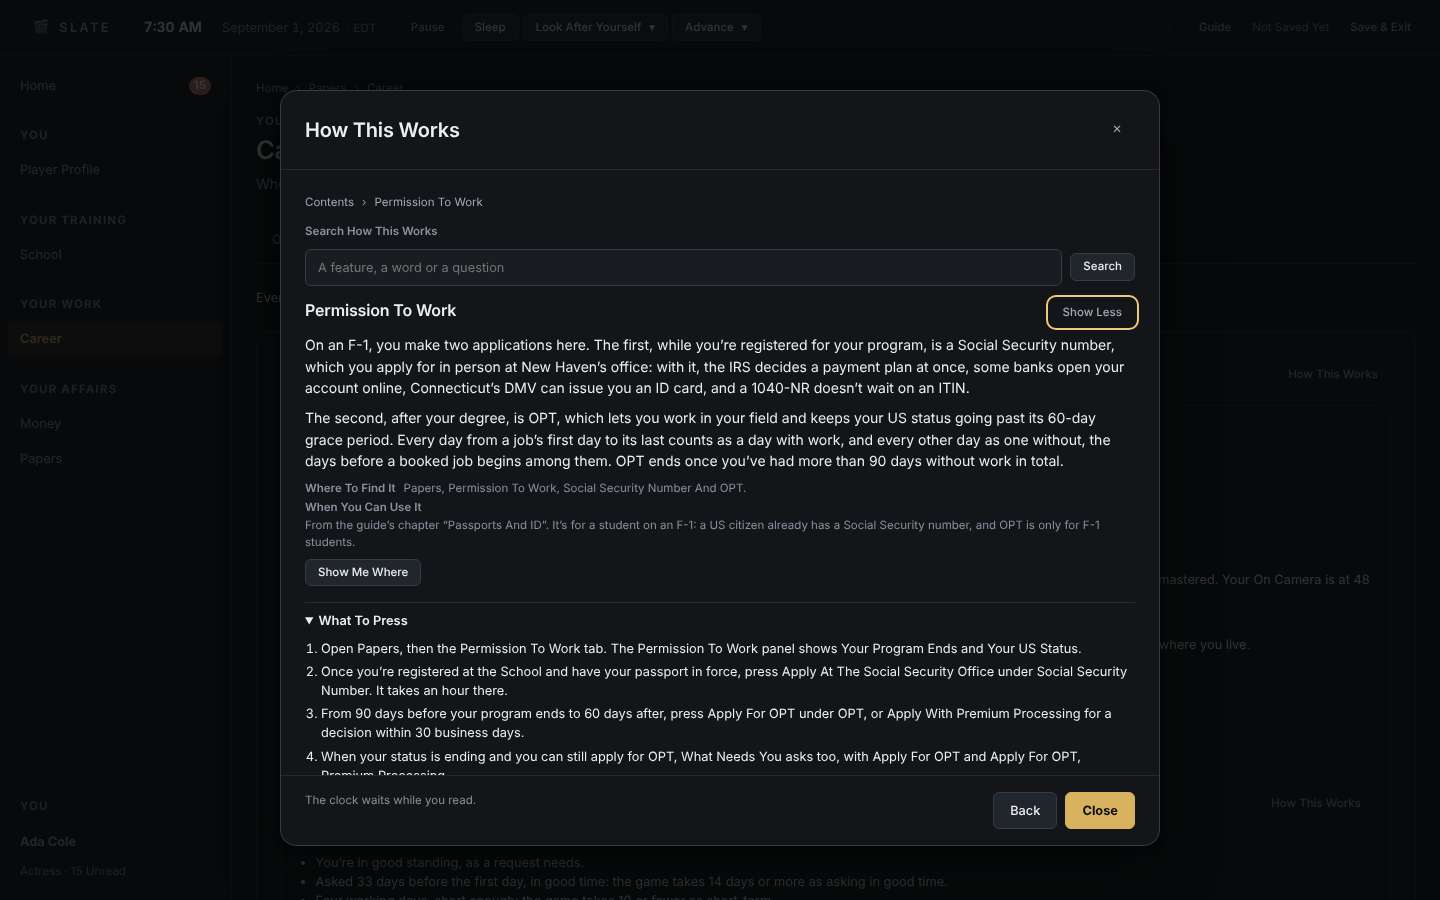 SLATE 7:30 AM September 1, 2026 · EDT Pause Sleep Look After Yourself ▾ Advance ▾ Guide Not Saved Yet Save & Exit
Home 15
YOU
Player Profile
YOUR TRAINING
School
YOUR WORK
Career
YOUR AFFAIRS
Money
Papers
YOU
Ada Cole
Actress · 15 Unread
Home › Papers › Career
How This Works
×
Contents › Permission To Work
Search How This Works
A feature, a word or a question
Search
Permission To Work
Show Less
On an F-1, you make two applications here. The first, while you’re registered for your program, is a Social Security number,
which you apply for in person at New Haven’s office: with it, the IRS decides a payment plan at once, some banks open your
account online, Connecticut’s DMV can issue you an ID card, and a 1040-NR doesn’t wait on an ITIN.
The second, after your degree, is OPT, which lets you work in your field and keeps your US status going past its 60-day
grace period. Every day from a job’s first day to its last counts as a day with work, and every other day as one without, the
days before a booked job begins among them. OPT ends once you’ve had more than 90 days without work in total.
Where To Find It Papers, Permission To Work, Social Security Number And OPT.
When You Can Use It
From the guide’s chapter “Passports And ID”. It’s for a student on an F-1: a US citizen already has a Social Security number, and OPT is only for F-1
students.
Show Me Where
▼ What To Press
1. Open Papers, then the Permission To Work tab. The Permission To Work panel shows Your Program Ends and Your US Status.
2. Once you’re registered at the School and have your passport in force, press Apply At The Social Security Office under Social Security
Number. It takes an hour there.
3. From 90 days before your program ends to 60 days after, press Apply For OPT under OPT, or Apply With Premium Processing for a
decision within 30 business days.
4. When your status is ending and you can still apply for OPT, What Needs You asks too, with Apply For OPT and Apply For OPT,
Premium Processing.
The clock waits while you read.
Back
Close
How This Works
mastered. Your On Camera is at 48
where you live.
How This Works
You’re in good standing, as a request needs.
Asked 33 days before the first day, in good time: the game takes 14 days or more as asking in good time.